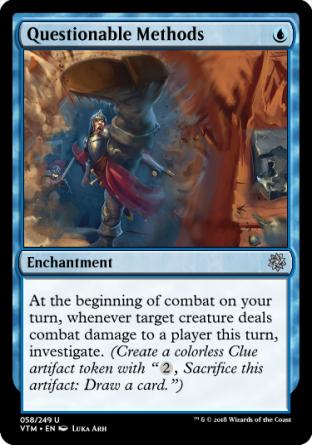 Questionable Methods
Enchantment
At the beginning of combat on your
turn, whenever target creature deals
combat damage to a player this turn,
investigate. (Create a colorless Clue
artifact token with “2, Sacrifice this
artifact: Draw a card.”)
058/249 U
VTM • EN Luka Arh
™ & © 2018 Wizards of the Coast